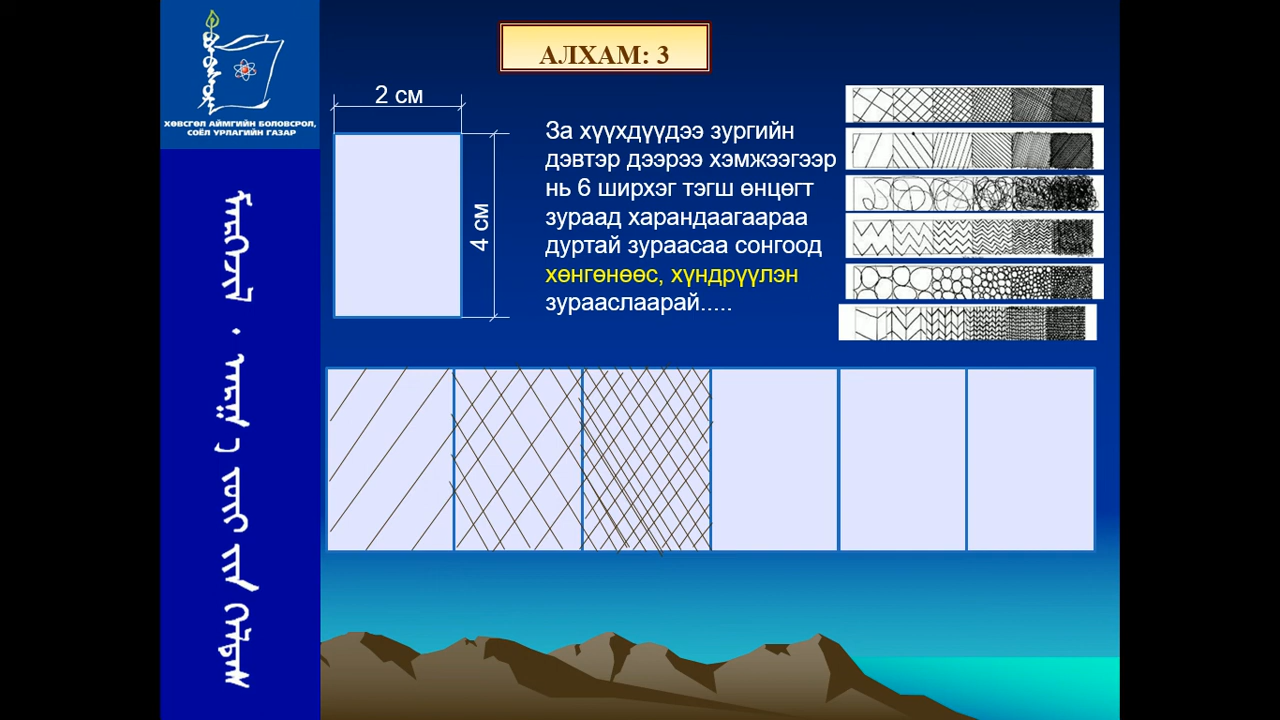 ХӨВСГӨЛ АЙМГИЙН БОЛОВСРОЛ,
СОЁЛ УРЛАГИЙН ГАЗАР
АЛХАМ: 3
2 см
4 см
За хүүхдүүдээ зургийн
дэвтэр дээрээ хэмжээгээр
нь 6 ширхэг тэгш өнцөгт
зураад харандаагаараа
дуртай зураасаа сонгоод
хөнгөнөөс, хүндрүүлэн
зурааслаарай.....